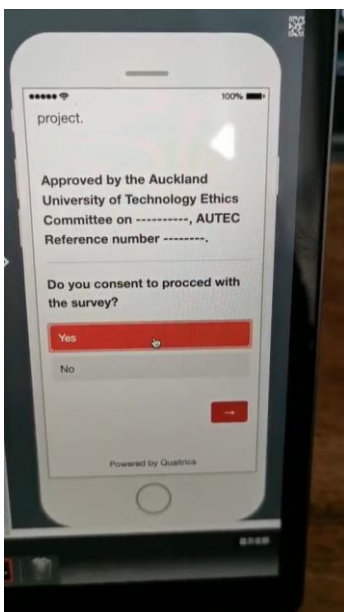 100%
project.
Approved by the Auckland
University of Technology Ethics
Committee on ----------, AUTEC
Reference number --------.
Do you consent to procced with
the survey?
Yes
No
→
Powered by Qualtrics